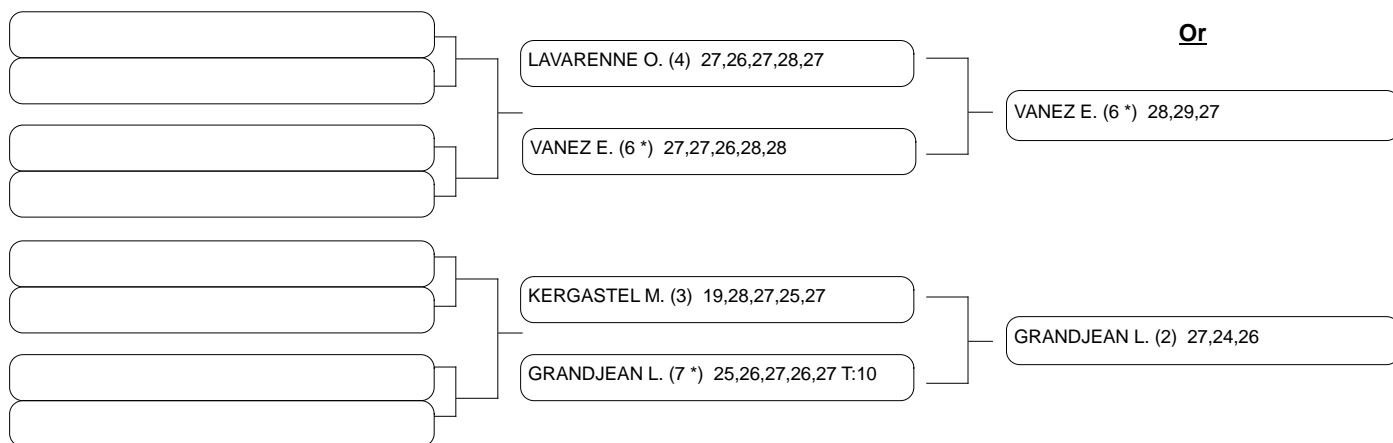 Or
LAVARENNE O. (4) 27,26,27,28,27
VANEZ E. (6 *) 28,29,27
VANEZ E. (6 *) 27,27,26,28,28
KERGASTEL M. (3) 19,28,27,25,27
GRANDJEAN L. (2) 27,24,26
GRANDJEAN L. (7 *) 25,26,27,26,27 T:10